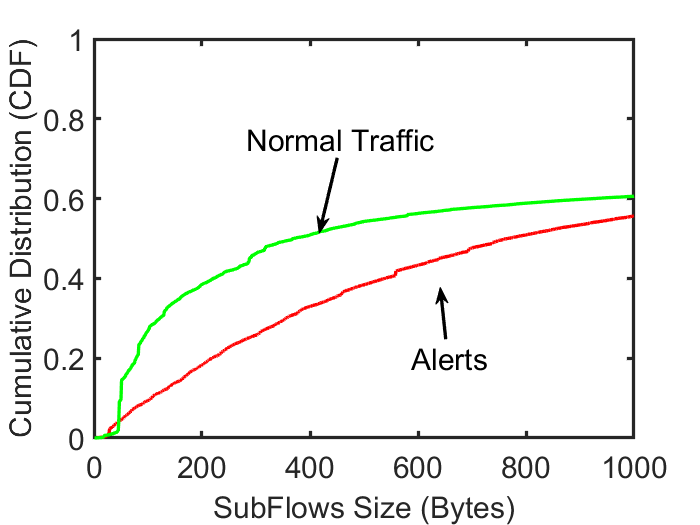 1
0.8
0.6
0.4
0.2
0
Cumulative Distribution (CDF)
Normal Traffic
Alerts
0 200 400 600 800 1000
SubFlows Size (Bytes)